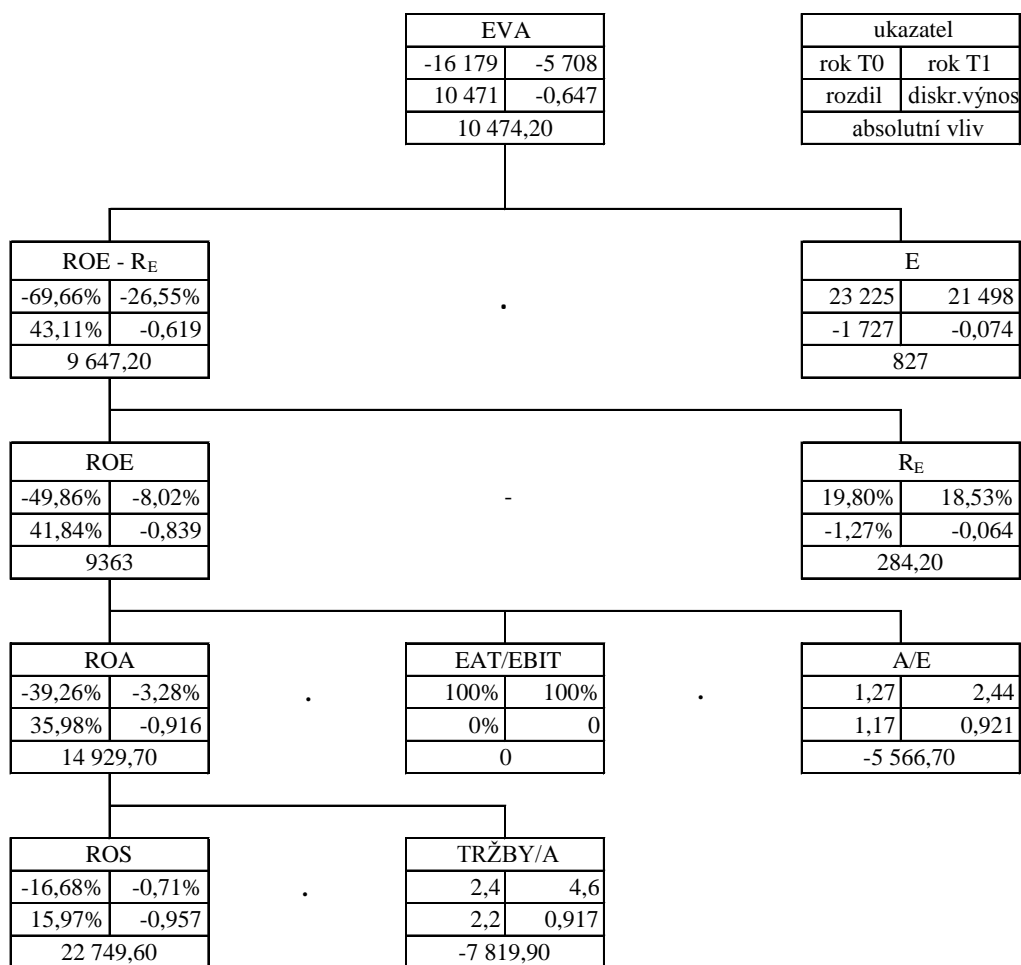 EVA ukazatel
-16 179 -5 708 rok T0 rok T1
10 471 -0,647 rozdil diskr.výnos
10 474,20 absolutní vliv
ROE - RE E
-69,66% -26,55% . 23 225 21 498
43,11% -0,619 -1 727 -0,074
9 647,20 827
ROE RE
-49,86% -8,02% - 19,80% 18,53%
41,84% -0,839 -1,27% -0,064
9363 284,20
ROA EAT/EBIT A/E
-39,26% -3,28% . 100% 100% . 1,27 2,44
35,98% -0,916 0% 0 1,17 0,921
14 929,70 0 -5 566,70
ROS TRŽBY/A
-16,68% -0,71% . 2,4 4,6
15,97% -0,957 2,2 0,917
22 749,60 -7 819,90